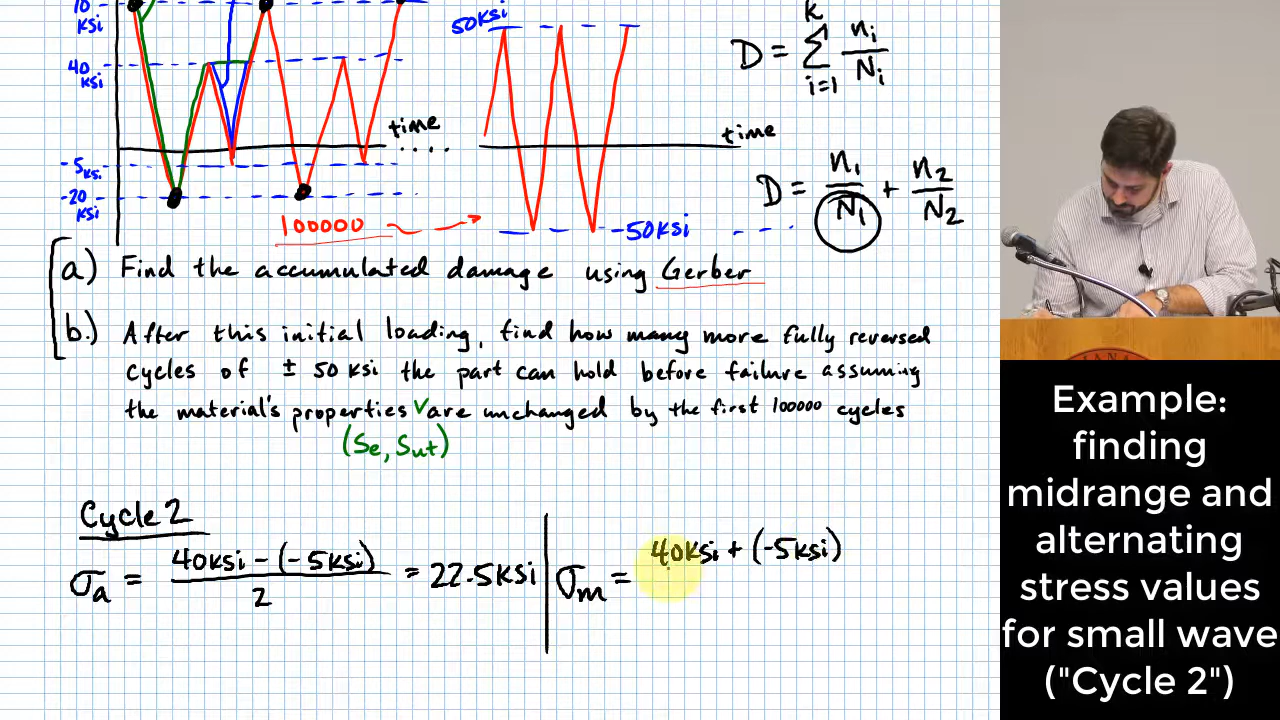 ksi
40
ksi
-5ksi
-20
ksi
time
....
100000
50ksi
-50ksi
time
D = k Σ i=1 ni/Ni
D = n1/N1 + n2/N2
a.) Find the accumulated damage using Gerber
b.) After this initial loading, find how many more fully reversed
cycles of ± 50 ksi the part can hold before failure assuming
the material's properties are unchanged by the first 100000 cycles
(Se, Sut)
Cycle 2
σa = 40ksi - (-5ksi) / 2 = 22.5ksi
σm = 40ksi + (-5ksi)
Example:
finding
midrange and
alternating
stress values
for small wave
("Cycle 2")